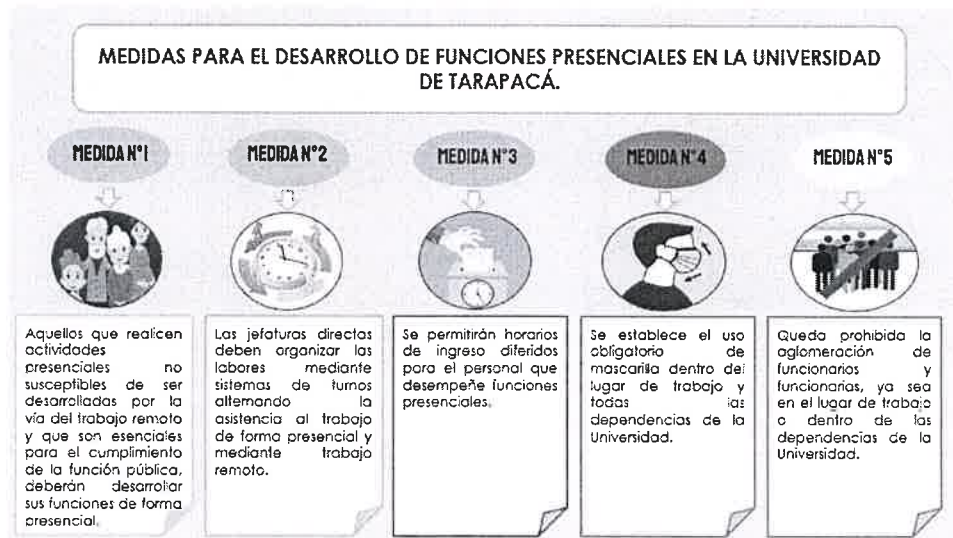 MEDIDAS PARA EL DESARROLLO DE FUNCIONES PRESENCIALES EN LA UNIVERSIDAD
DE TARAPACÁ.
MEDIDA N°1
Aquellos que realicen
actividades
presenciales no
susceptibles de ser
desarrolladas por la
vía del trabajo remoto
y que son esenciales
para el cumplimiento
de la función pública,
deberán desarrollar
sus funciones de forma
presencial.
MEDIDA N°2
Las jefaturas directas
deben organizar las
labores mediante
sistemas de turnos
alternando la
asistencia al trabajo
de forma presencial y
mediante trabajo
remoto.
MEDIDA N°3
Se permitirán horarios
de ingreso diferidos
para el personal que
desempeñe funciones
presenciales.
MEDIDA N°4
Se establece el uso
obligatorio de
mascarilla dentro del
lugar de trabajo y
todas las
dependencias de la
Universidad.
MEDIDA N°5
Queda prohibida la
aglomeración de
funcionarios y
funcionarias, ya sea
en el lugar de trabajo
o dentro de las
dependencias de la
Universidad.